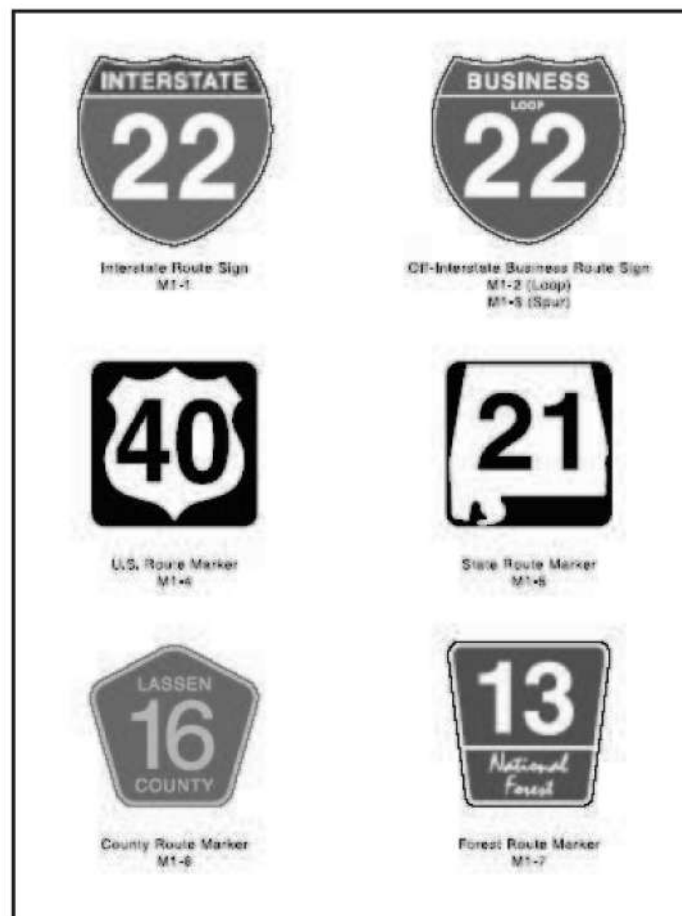 INTERSTATE
22
Interstate Route Sign
M1-1
BUSINESS
LOOP
22
Off-Interstate Business Route Sign
M1-2 (Loop)
M1-3 (Spur)
40
U.S. Route Marker
M1-4
21
State Route Marker
M1-5
LASSEN
16
COUNTY
County Route Marker
M1-6
13
National
Forest
Forest Route Marker
M1-7